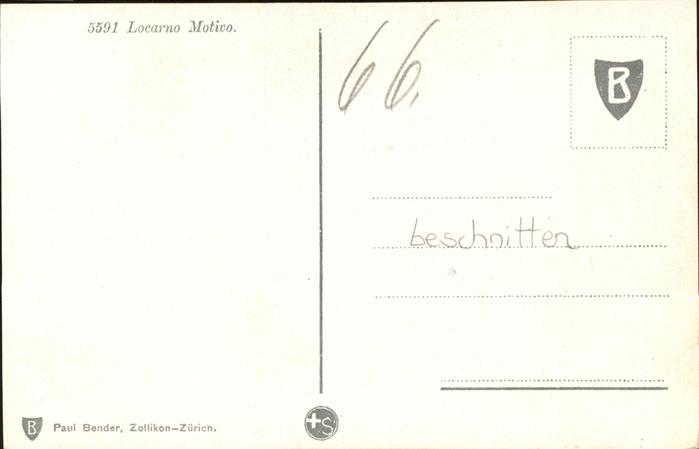 5591 Locarno Motivo.
66.
B
beschnitten
B Paul Bender, Zollikon-Zürich.
+S